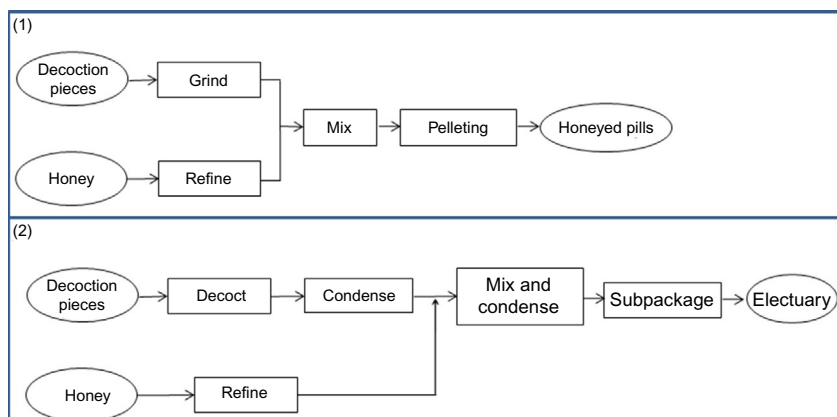 (1)
Decoction
pieces
Grind
Mix
Pelleting
Honeyed pills
Honey
Refine
(2)
Decoction
pieces
Decoct
Condense
Mix and
condense
Subpackage
Electuary
Honey
Refine